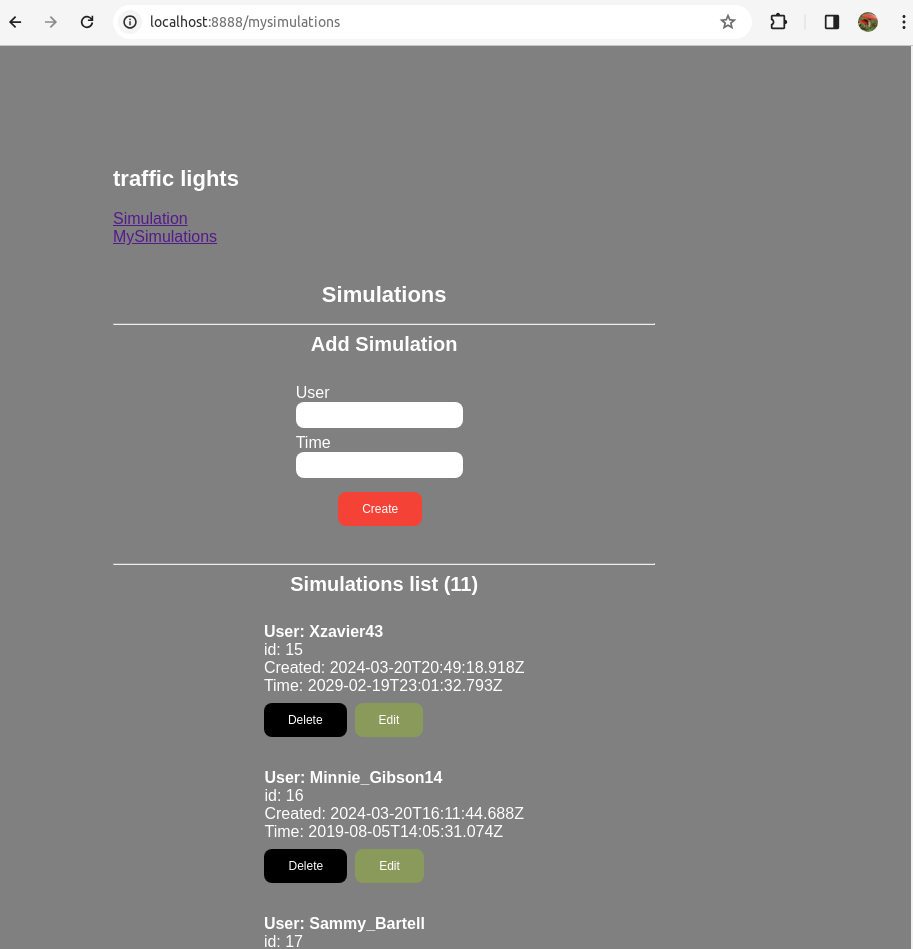 localhost:8888/mysimulations
traffic lights
Simulation
MySimulations
Simulations
Add Simulation
User
Time
Create
Simulations list (11)
User: Xzavier43
id: 15
Created: 2024-03-20T20:49:18.918Z
Time: 2029-02-19T23:01:32.793Z
Delete Edit
User: Minnie_Gibson14
id: 16
Created: 2024-03-20T16:11:44.688Z
Time: 2019-08-05T14:05:31.074Z
Delete Edit
User: Sammy_Bartell
id: 17